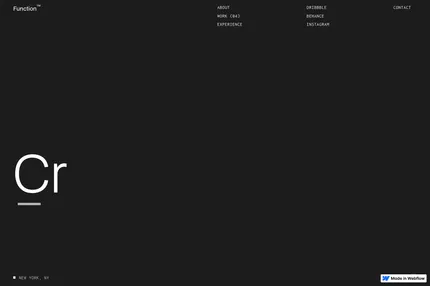 Function™
ABOUT
WORK (04)
EXPERIENCE
DRIBBBLE
BEHANCE
INSTAGRAM
CONTACT
Cr
NEW YORK, NY
Made in Webflow